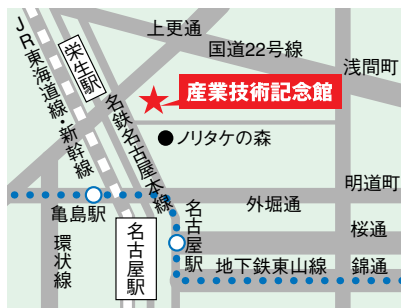 上更通
国道22号線
浅間町
JR東海道線・新幹線
栄生駅
名鉄名古屋本線
産業技術記念館
ノリタケの森
明道町
亀島駅
外堀通
名古屋駅
環状線
名古屋駅
桜通
地下鉄東山線
錦通